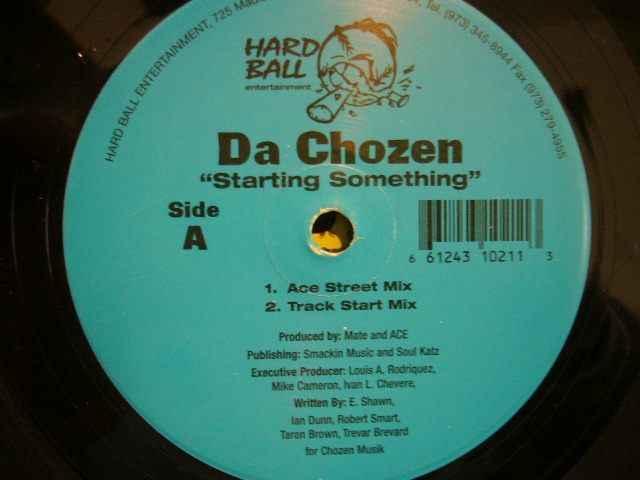 HARD BALL ENTERTAINMENT, 725 Tel. (973) 345-6944 Fax (973) 279-4955
HARD
BALL
entertainment
Da Chozen
“Starting Something”
Side
A
6 61243 10211 3
1. Ace Street Mix
2. Track Start Mix
Produced by: Mate and ACE
Publishing: Smackin Music and Soul Katz
Executive Producer: Louis A. Rodriquez,
Mike Cameron, Ivan L. Chevere,
Written By: E. Shawn,
Ian Dunn, Robert Smart,
Taran Brown, Trevar Brevard
for Chozen Musik